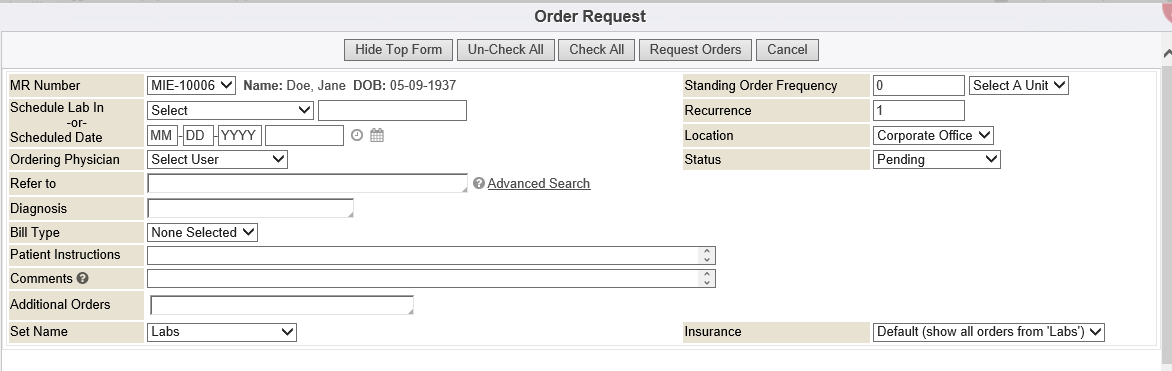 Order Request
Hide Top Form Un-Check All Check All Request Orders Cancel
MR Number MIE-10006 Name: Doe, Jane DOB: 05-09-1937 Standing Order Frequency 0 Select A Unit
Schedule Lab In Select Recurrence 1
-or-
Scheduled Date MM - DD - YYYY Location Corporate Office
Ordering Physician Select User Status Pending
Refer to Advanced Search
Diagnosis
Bill Type None Selected
Patient Instructions
Comments
Additional Orders
Set Name Labs Insurance Default (show all orders from 'Labs')